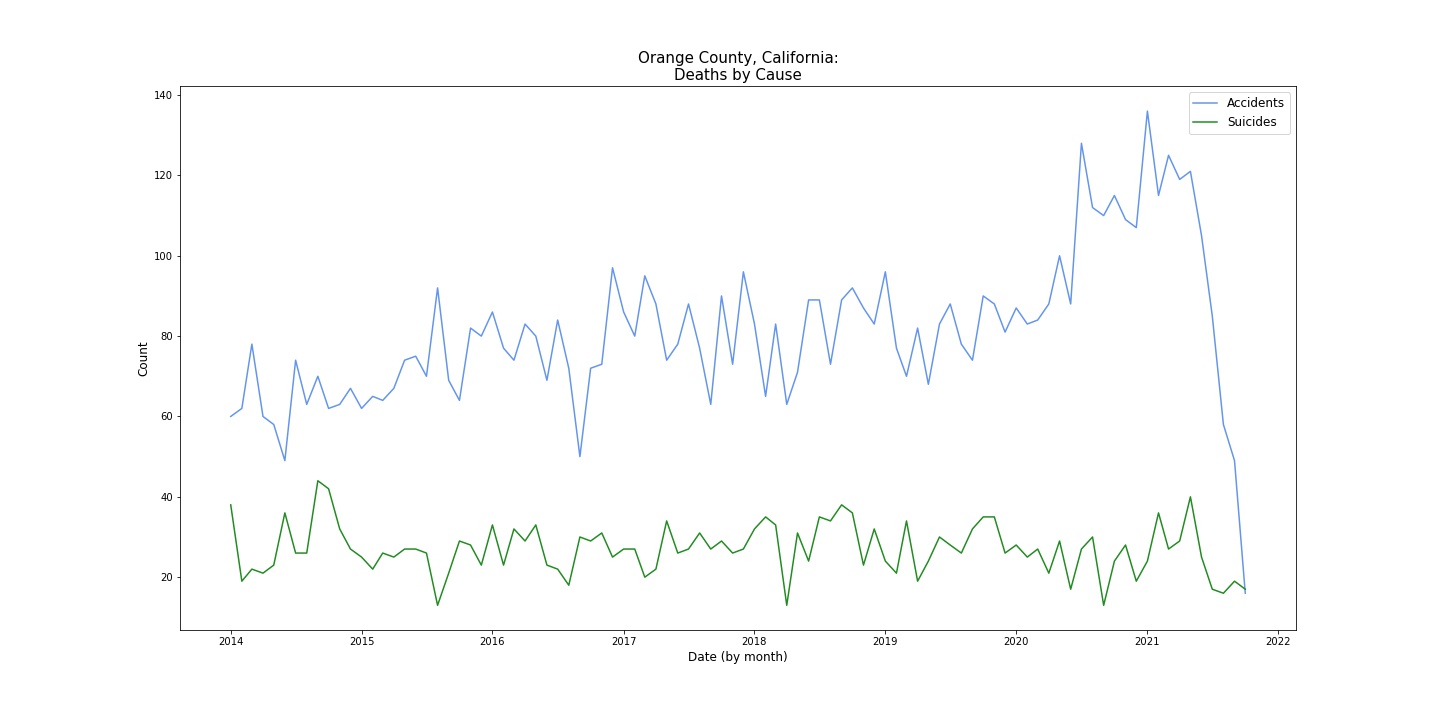 Orange County, California:
Deaths by Cause
Accidents
Suicides
Count
140
120
100
80
60
40
20
2014 2015 2016 2017 2018 2019 2020 2021 2022
Date (by month)